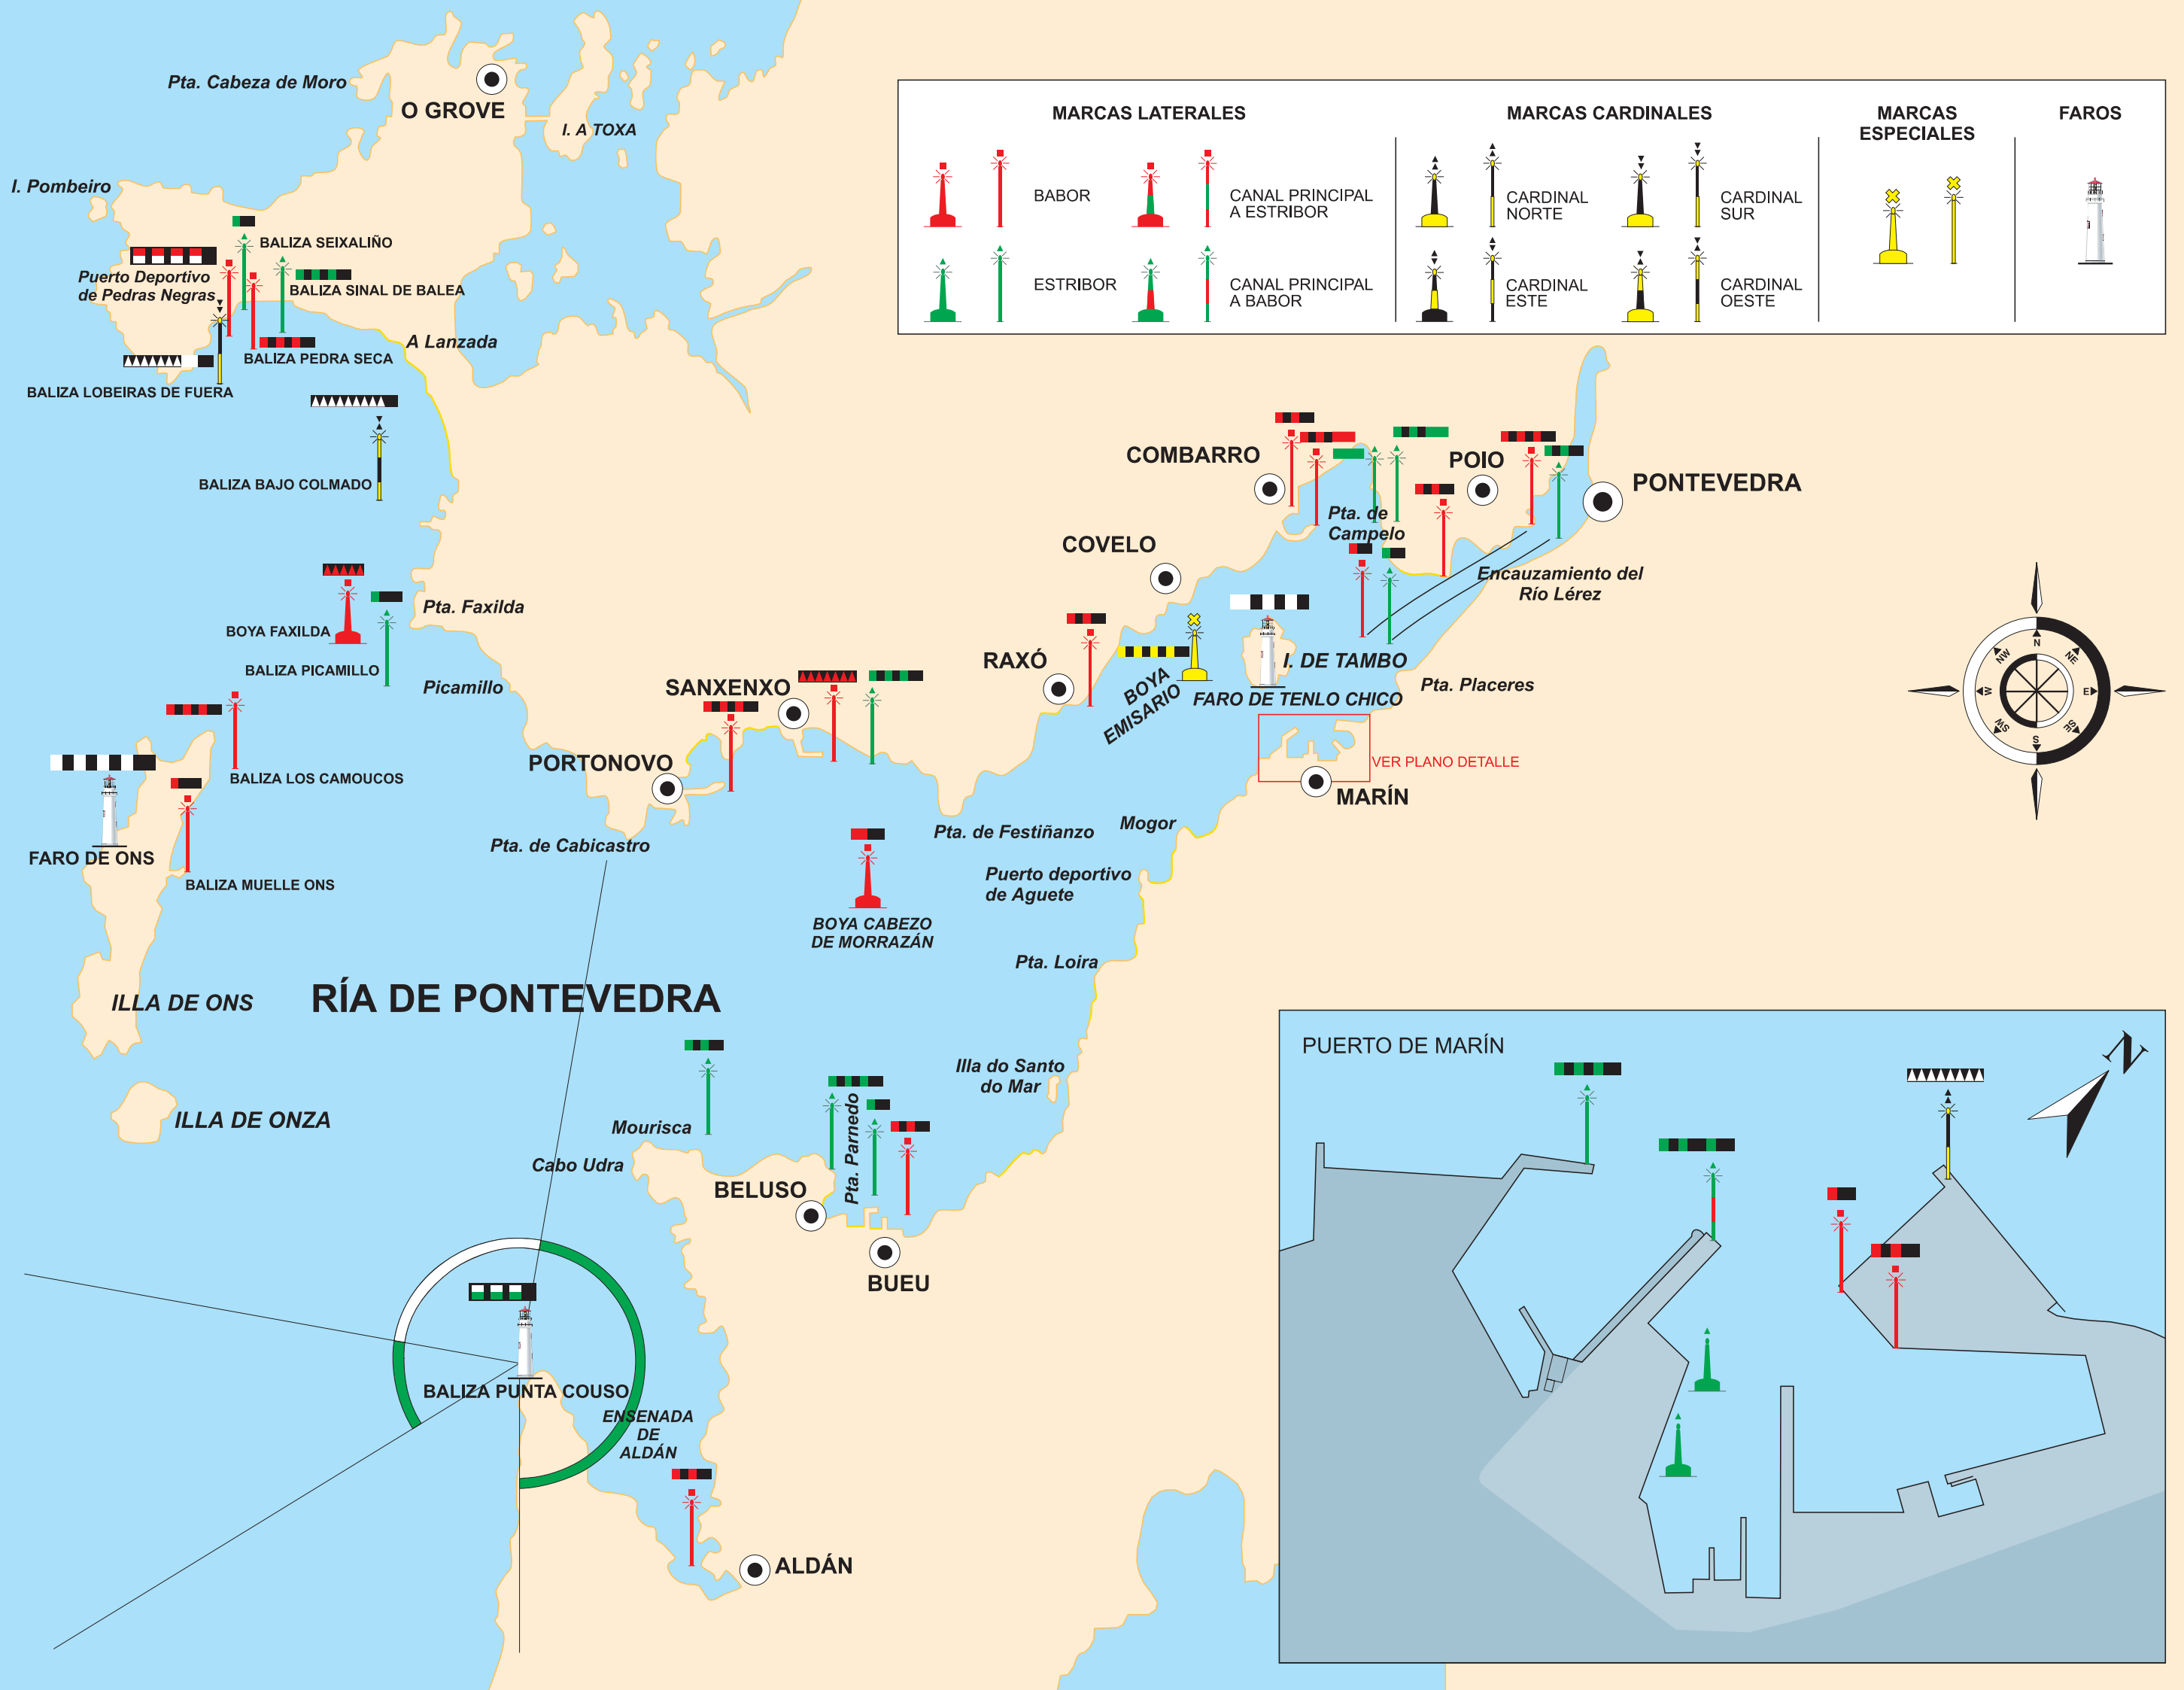 Pta. Cabeza de Moro
O GROVE
I. A TOXA
I. Pombeiro
BALIZA SEIXALIÑO
Puerto Deportivo
de Pedras Negras
BALIZA SINAL DE BALEA
A Lanzada
BALIZA PEDRA SECA
BALIZA LOBEIRAS DE FUERA
BALIZA BAJO COLMADO
MARCAS LATERALES
MARCAS CARDINALES
MARCAS
ESPECIALES
FAROS
BABOR
CANAL PRINCIPAL
A ESTRIBOR
CARDINAL
NORTE
CARDINAL
SUR
ESTRIBOR
CANAL PRINCIPAL
A BABOR
CARDINAL
ESTE
CARDINAL
OESTE
COMBARRO
POIO
PONTEVEDRA
Pta. de
Campelo
COVELO
Encauzamiento del
Río Lérez
Pta. Faxilda
BOYA FAXILDA
BALIZA PICAMILLO
Picamillo
SANXENXO
RAXÓ
BOYA
EMISARIO
I. DE TAMBO
FARO DE TENLO CHICO
Pta. Placeres
VER PLANO DETALLE
MARÍN
PORTONOVO
BALIZA LOS CAMOUCOS
FARO DE ONS
BALIZA MUELLE ONS
Pta. de Cabicastro
Pta. de Festiñanzo
Mogor
Puerto deportivo
de Aguete
BOYA CABEZO
DE MORRAZÁN
Pta. Loira
ILLA DE ONS
RÍA DE PONTEVEDRA
Illa do Santo
do Mar
ILLA DE ONZA
Mourisca
Cabo Udra
Pta. Parnedo
BELUSO
BUEU
BALIZA PUNTA COUSO
ENSENADA
DE
ALDÁN
ALDÁN
N
NE
E
SE
S
SW
W
NW
PUERTO DE MARÍN
N